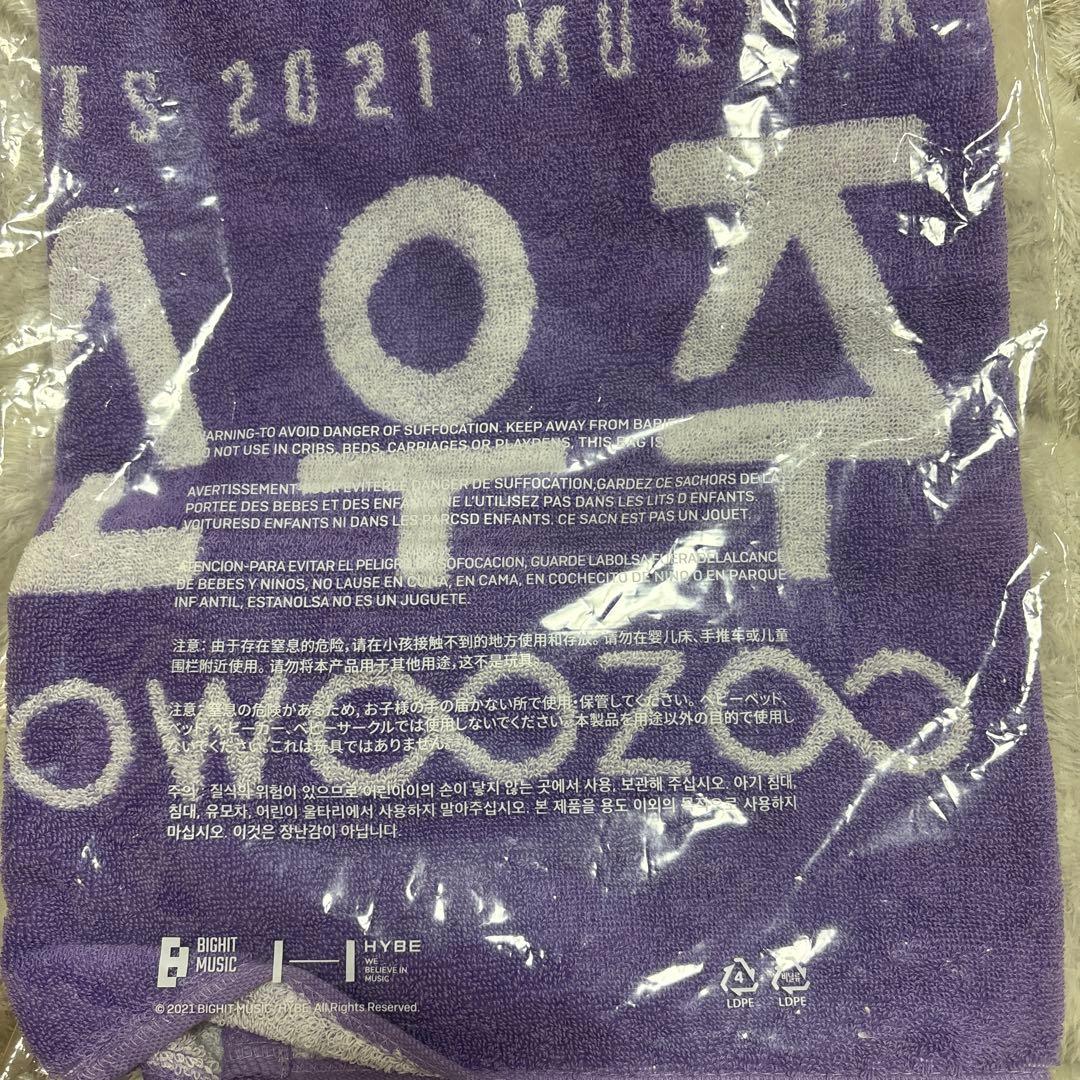 TS 2021 MUSTER
소우주
OWOOZOO
WARNING-TO AVOID DANGER OF SUFFOCATION. KEEP AWAY FROM
DO NOT USE IN CRIBS, BEDS, CARRIAGES OR PLAYPENS, THIS BAG IS
AVERTISSEMENT- EVITERLE DANGER DE SUFFOCATION,GARDEZ CE SACHORS DE LA
PORTEE DES BEBES ET DES ENFAN NE L'UTILISEZ PAS DANS LES LITS D ENFANTS.
VOITURESD ENFANTS NI DANS LES PARCSD ENFANTS. CE SACN EST PAS UN JOUET.
ATENCION-PARA EVITAR EL PELIGRO SOFOCACION, GUARDE LABOLSA FUERADELALCANCE
DE BEBES Y NINOS, NO LAUSE EN CUNA, EN CAMA, EN COCHECITO DE NINO O EN PARQUE
INF ANTIL, ESTANOLSA NO ES UN JUGUETE.
注意：由于存在窒息的危险，请在小孩接触不到的地方使用和存放。请勿在婴儿床、手推车或儿童
围栏附近使用。请勿将本产品用于其他用途，这不是玩具。
注意：窒息の危険があるため，お子様の手の届かない所で使用・保管してください。ベビーベッド、
ベッド、ベビーカー、ベビーサークルでは使用しないでください。本製品を用途以外の目的で使用し
ないでください。これは玩具ではありません。
주의 : 질식의 위험이 있으므로 어린아이의 손이 닿지 않는 곳에서 사용, 보관해 주십시오. 아기 침대,
침대, 유모차, 어린이 울타리에서 사용하지 말아주십시오. 본 제품을 용도 이외의 목적으로 사용하지
마십시오. 이것은 장난감이 아닙니다.
BIGHIT
MUSIC
HYBE
WE
BELIEVE IN
MUSIC
© 2021 BIGHIT MUSIC / HYBE. All Rights Reserved.
4
LDPE
비닐류
LDPE